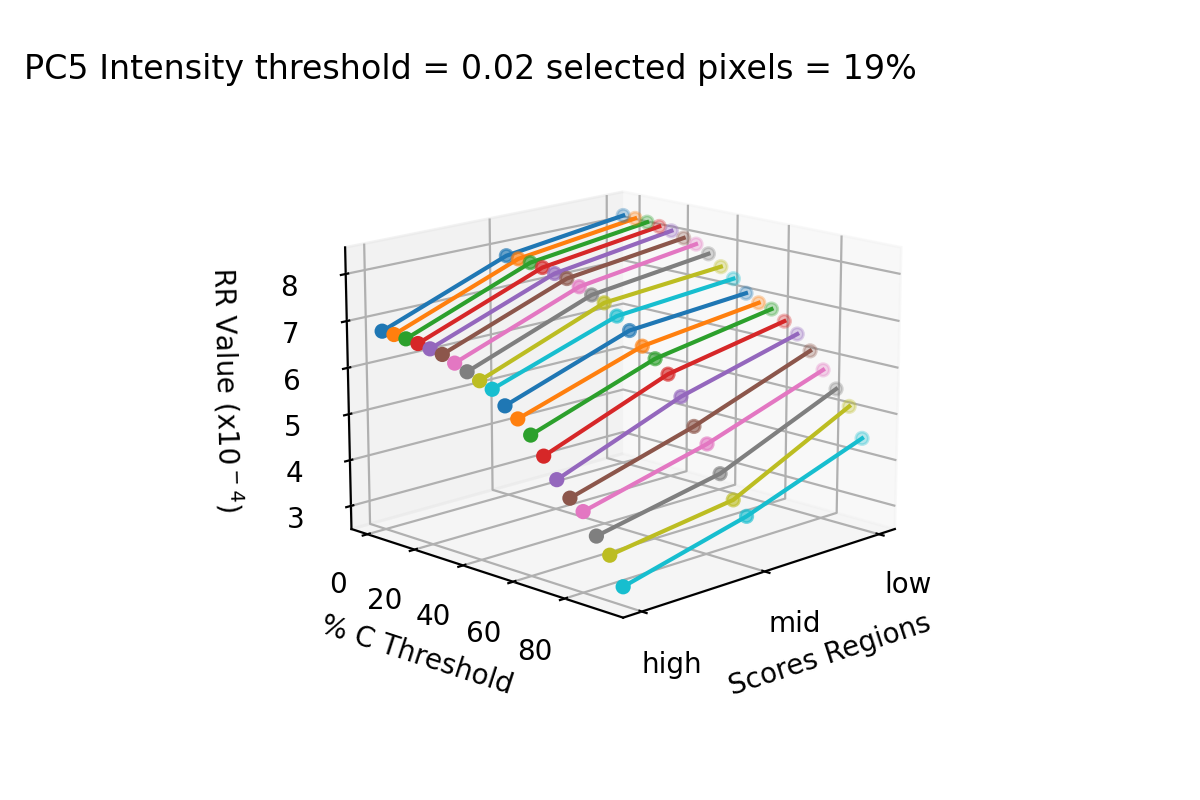 PC5 Intensity threshold = 0.02 selected pixels = 19%
RR Value (x10⁻⁴)
8
7
6
5
4
3
0
20
40
60
80
% C Threshold
high
mid
low
Scores Regions